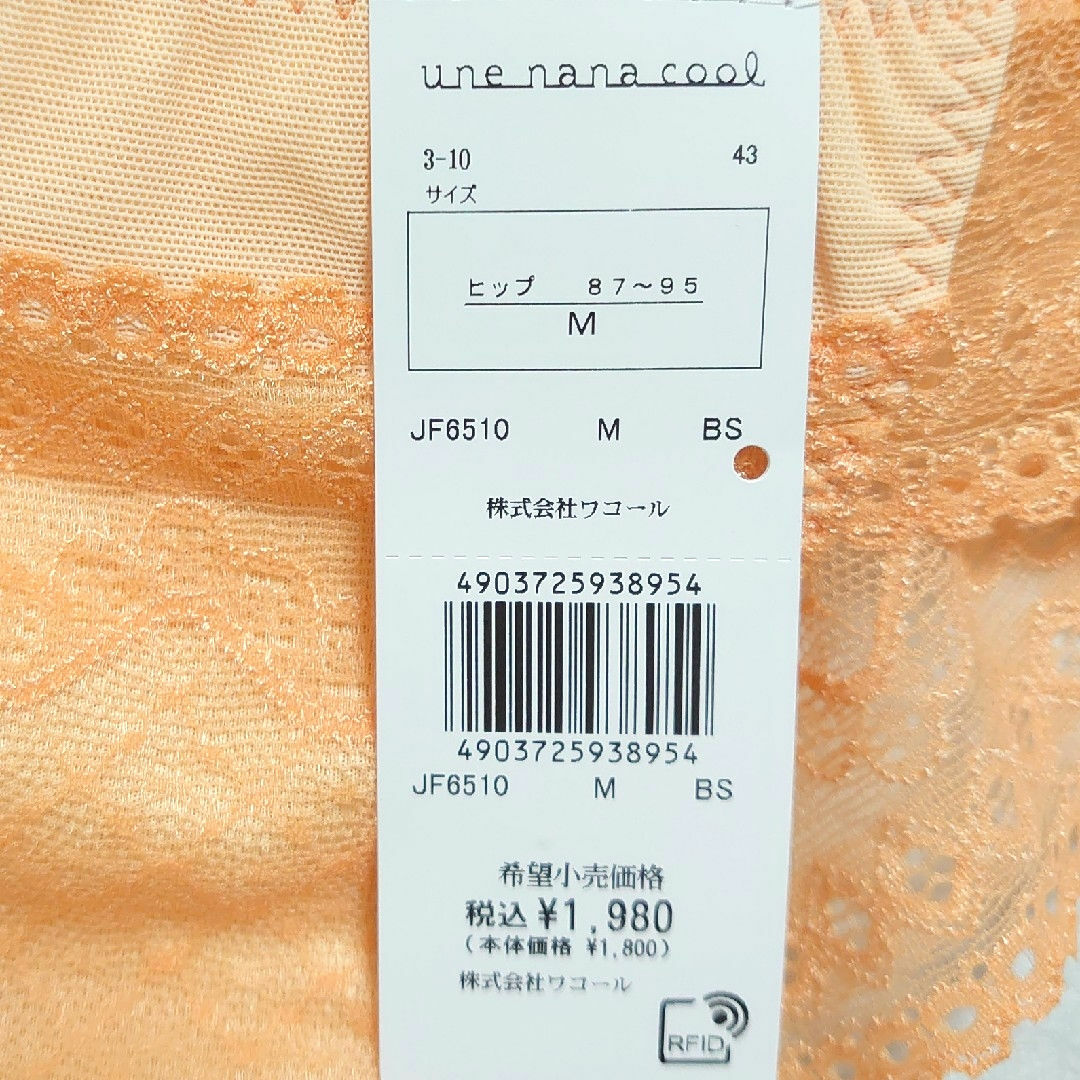 une nana cool
3-10 43
サイズ
ヒップ 87～95
M
JF6510 M BS
株式会社ワコール
4903725938954
4903725938954
JF6510 M BS
希望小売価格
税込 ¥1,980
(本体価格 ¥1,800)
株式会社ワコール
RFID